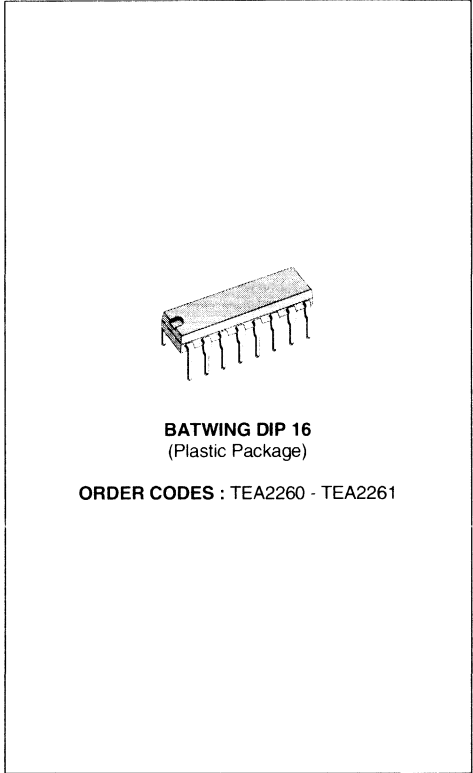 BATWING DIP 16
(Plastic Package)
ORDER CODES : TEA2260 - TEA2261